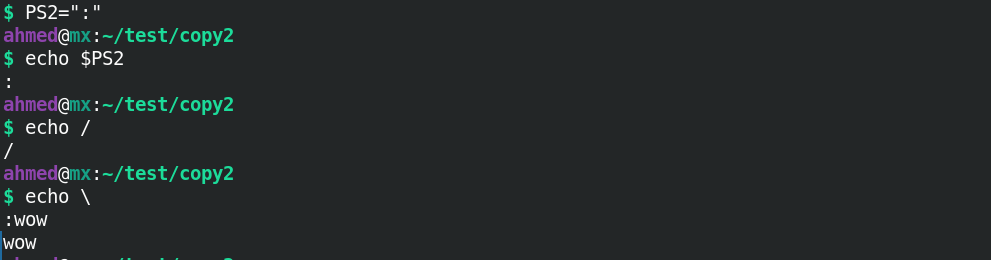 $ PS2=":"
ahmed@mx:~/test/copy2
$ echo $PS2
:
ahmed@mx:~/test/copy2
$ echo /
/
ahmed@mx:~/test/copy2
$ echo \
:wow
wow